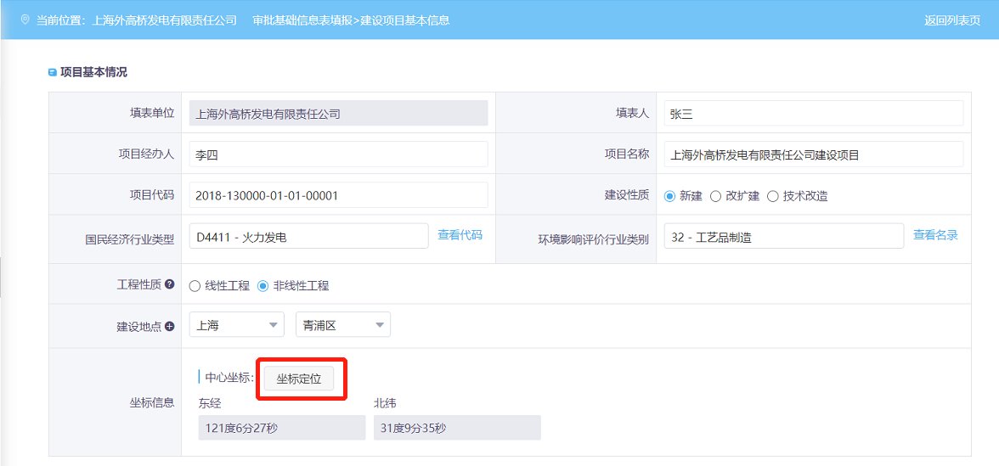 当前位置：上海外高桥发电有限责任公司 审批基础信息表填报>建设项目基本信息 返回列表页
项目基本情况
填表单位 上海外高桥发电有限责任公司 填表人 张三
项目经办人 李四 项目名称 上海外高桥发电有限责任公司建设项目
项目代码 2018-130000-01-01-00001 建设性质 新建 改扩建 技术改造
国民经济行业类型 D4411 - 火力发电 查看代码 环境影响评价行业类别 32 - 工艺品制造 查看名录
工程性质 线性工程 非线性工程
建设地点 上海 青浦区
中心坐标: 坐标定位
坐标信息 东经 北纬
121度6分27秒 31度9分35秒